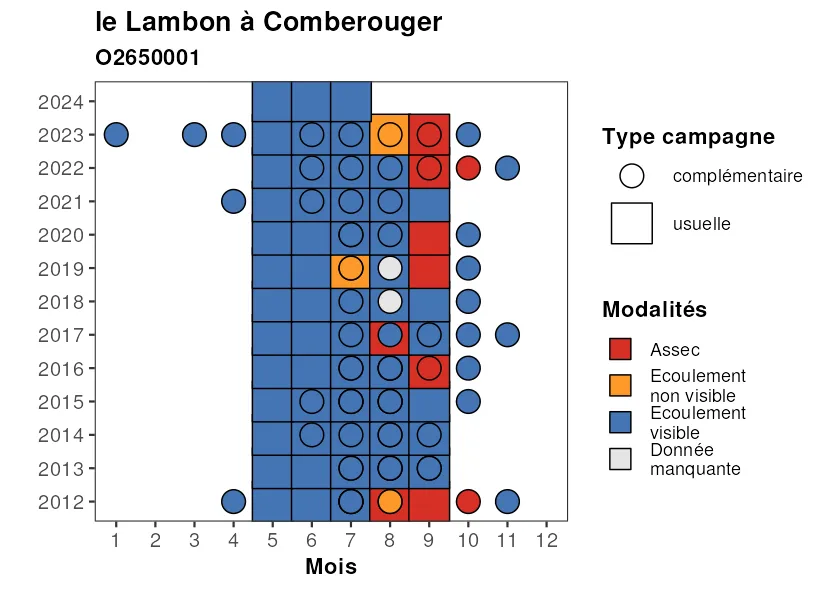 le Lambon à Comberouger
O2650001
2024
2023
2022
2021
2020
2019
2018
2017
2016
2015
2014
2013
2012
1 2 3 4 5 6 7 8 9 10 11 12
Mois
Type campagne
complémentaire
usuelle
Modalités
Assec
Ecoulement
non visible
Ecoulement
visible
Donnée
manquante